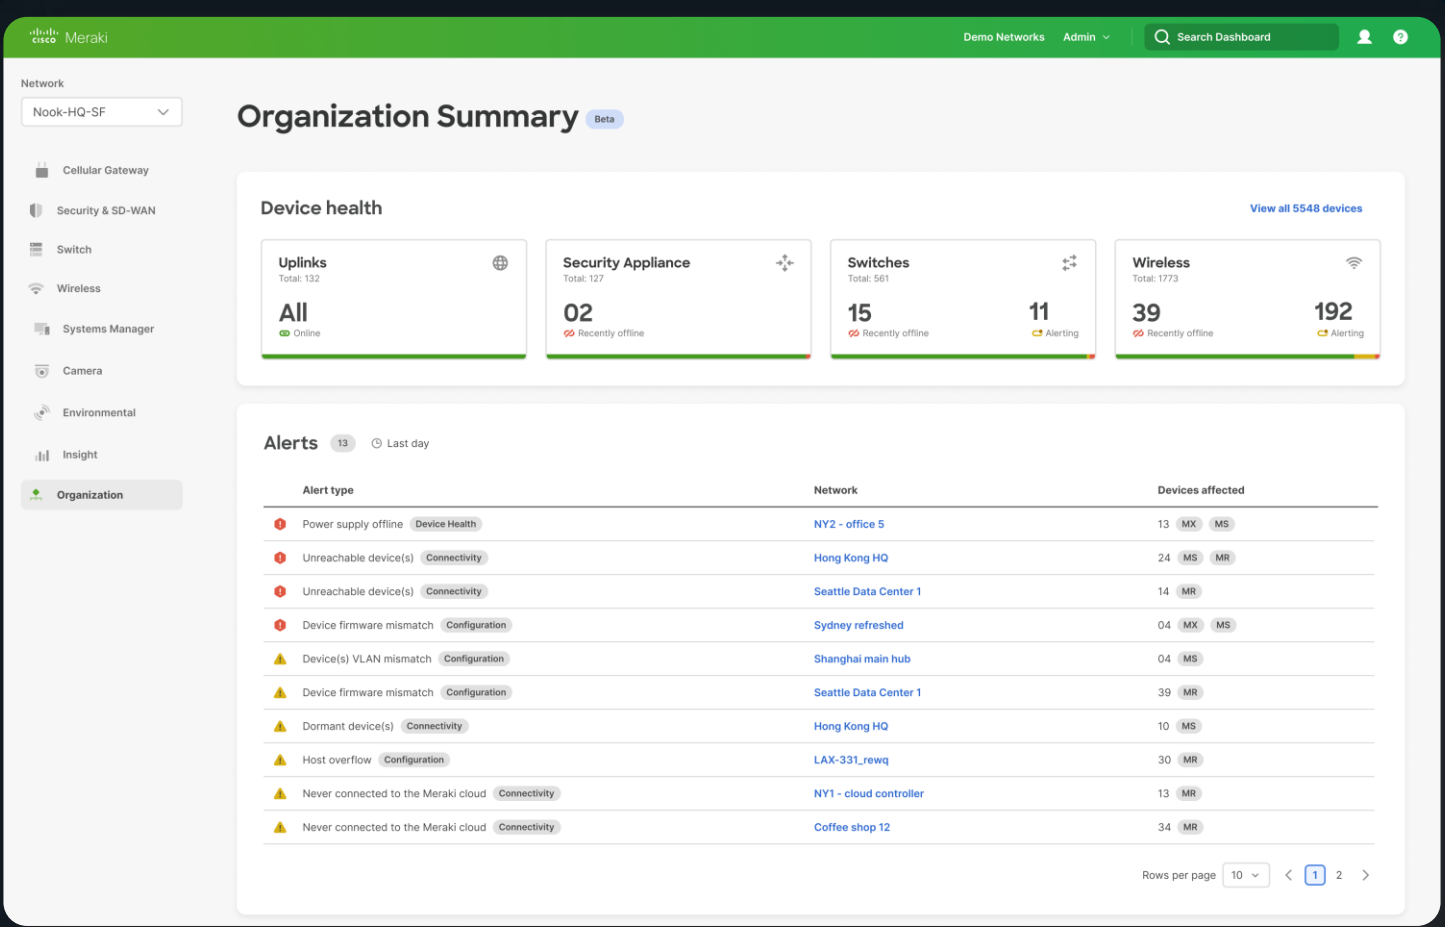 CISCO Meraki
Demo Networks Admin Search Dashboard ?
Network
Nook-HQ-SF
Cellular Gateway
Security & SD-WAN
Switch
Wireless
Systems Manager
Camera
Environmental
Insight
Organization
Organization Summary Beta
Device health View all 5548 devices
Uplinks
Total: 132
All
Online
Security Appliance
Total: 127
02
Recently offline
Switches
Total: 561
15 11
Recently offline Alerting
Wireless
Total: 1773
39 192
Recently offline Alerting
Alerts 13 Last day
Alert type Network Devices affected
Power supply offline Device Health NY2 - office 5 13 MX MS
Unreachable device(s) Connectivity Hong Kong HQ 24 MS MR
Unreachable device(s) Connectivity Seattle Data Center 1 14 MR
Device firmware mismatch Configuration Sydney refreshed 04 MX MS
Device(s) VLAN mismatch Configuration Shanghai main hub 04 MS
Device firmware mismatch Configuration Seattle Data Center 1 39 MR
Dormant device(s) Connectivity Hong Kong HQ 10 MS
Host overflow Configuration LAX-331_rewq 30 MR
Never connected to the Meraki cloud Connectivity NY1 - cloud controller 13 MR
Never connected to the Meraki cloud Connectivity Coffee shop 12 34 MR
Rows per page 10 1 2